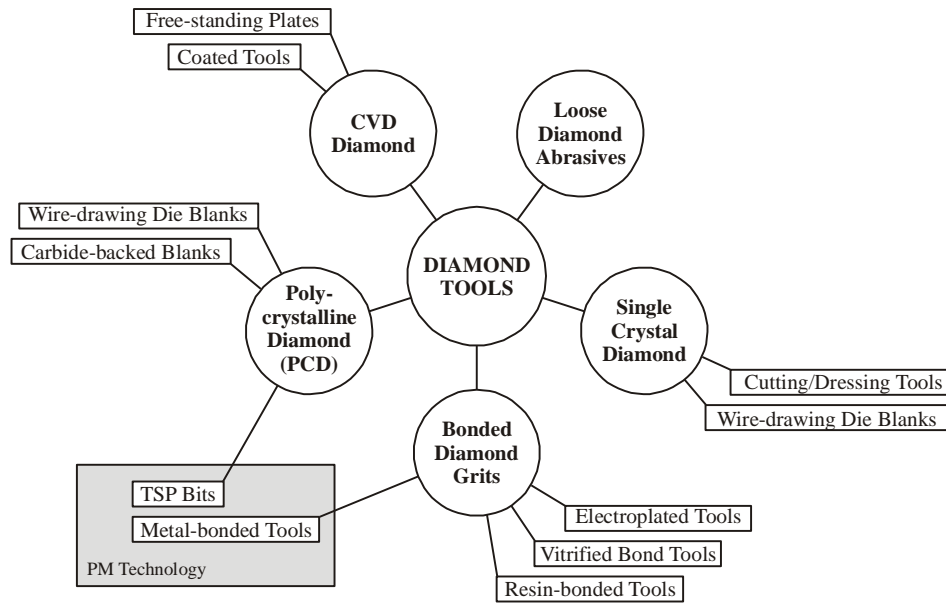 Free-standing Plates
Coated Tools
CVD
Diamond
Loose
Diamond
Abrasives
Wire-drawing Die Blanks
Carbide-backed Blanks
DIAMOND
TOOLS
Poly-
crystalline
Diamond
(PCD)
Single
Crystal
Diamond
Cutting/Dressing Tools
Wire-drawing Die Blanks
Bonded
Diamond
Grits
TSP Bits
Metal-bonded Tools
PM Technology
Electroplated Tools
Vitrified Bond Tools
Resin-bonded Tools